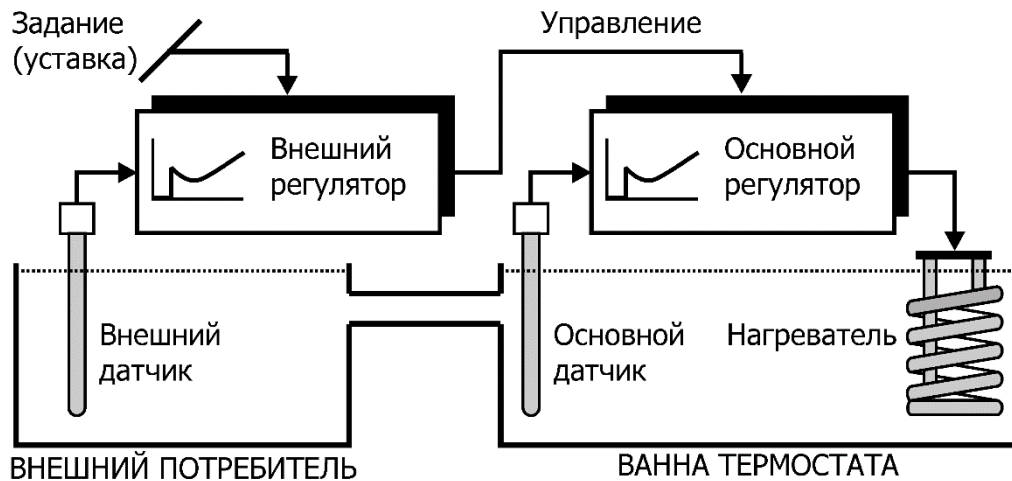 Задание
(уставка)
Управление
Внешний
регулятор
Основной
регулятор
Внешний
датчик
Основной
датчик
Нагреватель
ВНЕШНИЙ ПОТРЕБИТЕЛЬ
ВАННА ТЕРМОСТАТА